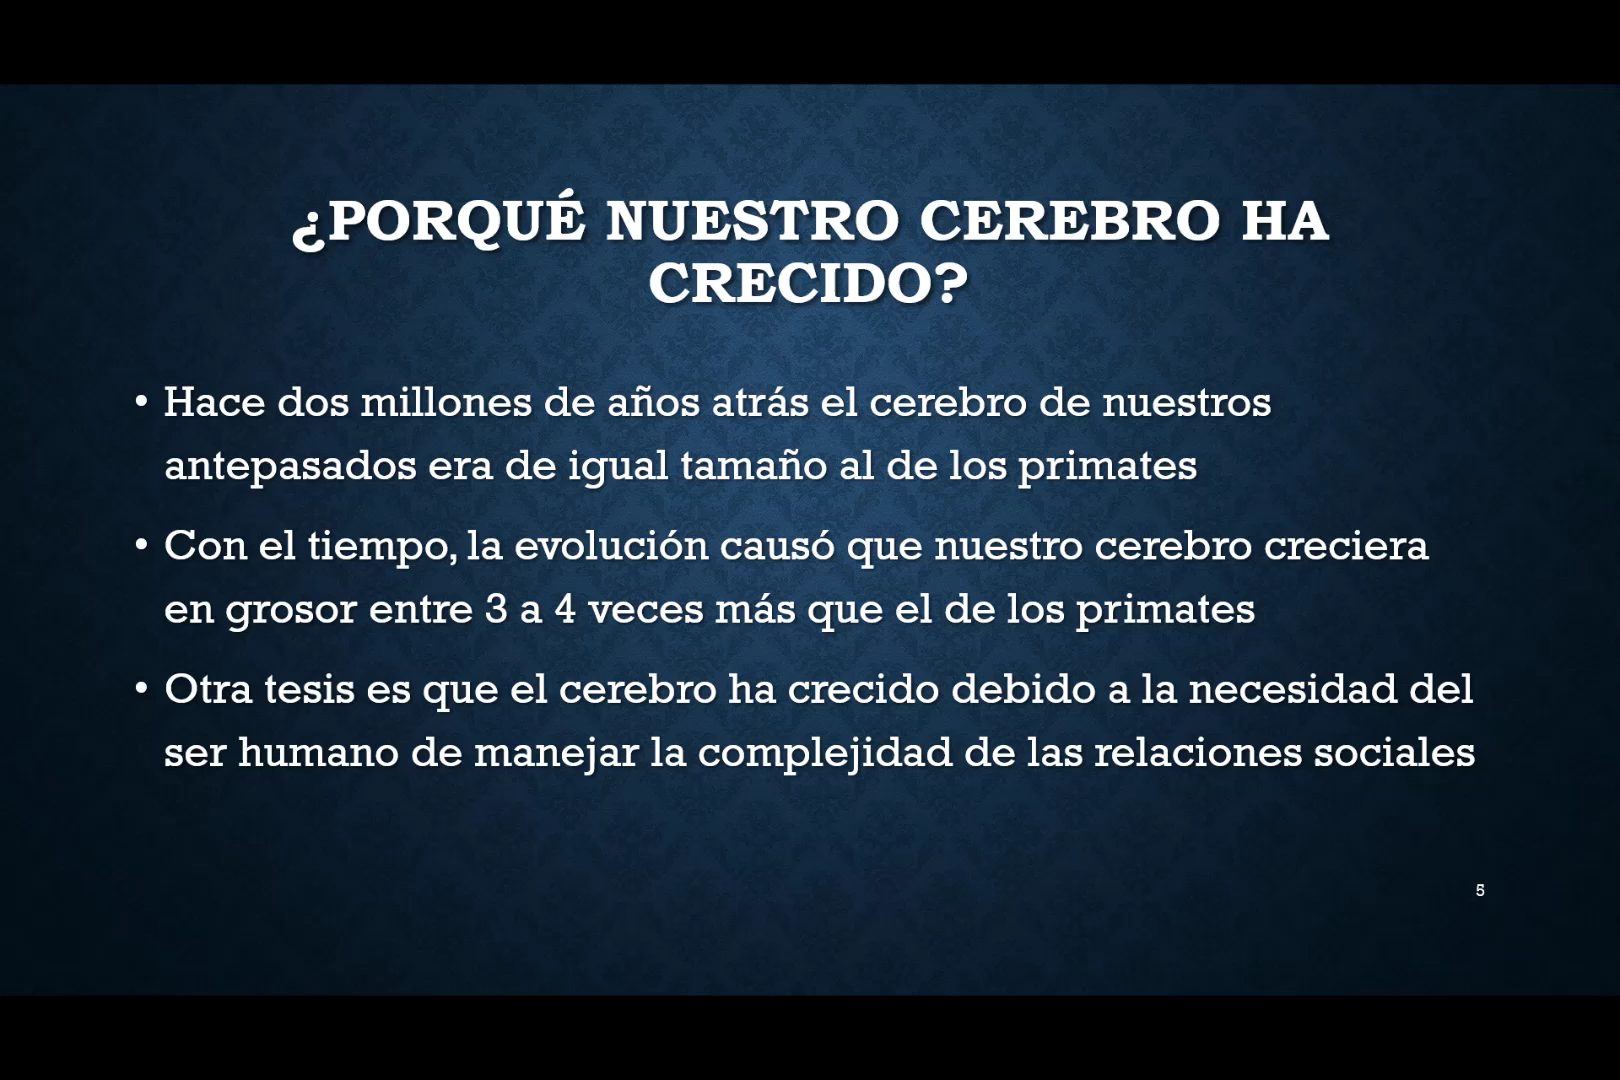 ¿PORQUÉ NUESTRO CEREBRO HA
CRECIDO?
• Hace dos millones de años atrás el cerebro de nuestros
antepasados era de igual tamaño al de los primates
• Con el tiempo, la evolución causó que nuestro cerebro creciera
en grosor entre 3 a 4 veces más que el de los primates
• Otra tesis es que el cerebro ha crecido debido a la necesidad del
ser humano de manejar la complejidad de las relaciones sociales
5